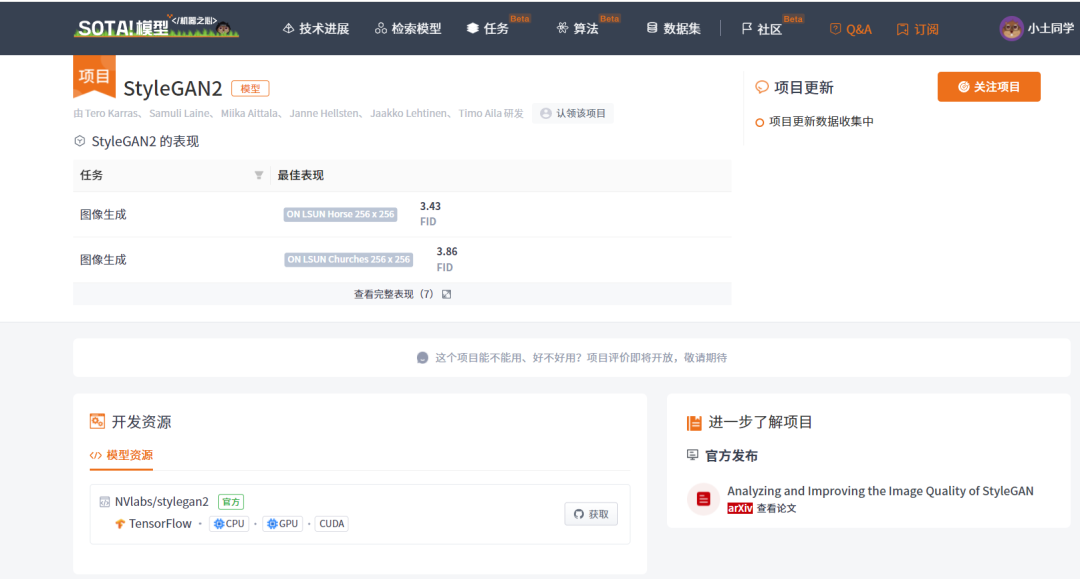 SOTA!模型 </机器之心>
技术进展 检索模型 任务 Beta 算法 Beta 数据集 社区 Beta Q&A 订阅 小土同学
项目
StyleGAN2 模型
由 Tero Karras、 Samuli Laine、 Miika Aittala、 Janne Hellsten、 Jaakko Lehtinen、 Timo Aila 研发 认领该项目
StyleGAN2 的表现
任务 最佳表现
图像生成 ON LSUN Horse 256 x 256 3.43
FID
图像生成 ON LSUN Churches 256 x 256 3.86
FID
查看完整表现（7）
项目更新 关注项目
项目更新数据收集中
这个项目能不能用、好不好用？项目评价即将开放，敬请期待
开发资源
</> 模型资源
NVlabs/stylegan2 官方
TensorFlow · CPU · GPU · CUDA
获取
进一步了解项目
官方发布
Analyzing and Improving the Image Quality of StyleGAN
arXiv 查看论文